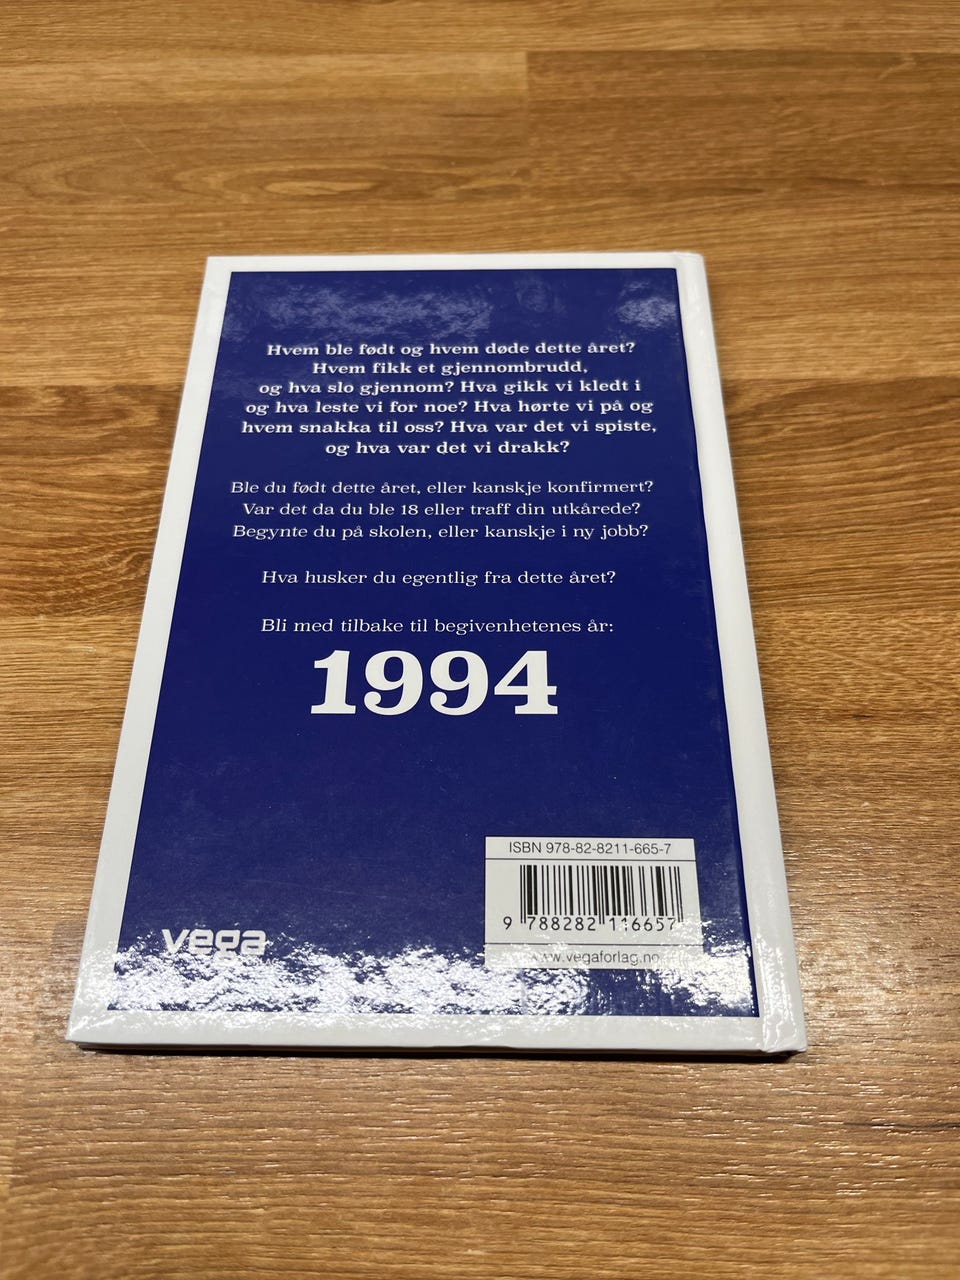 Hvem ble født og hvem døde dette året?
Hvem fikk et gjennombrudd,
og hva slo gjennom? Hva gikk vi kledt i
og hva leste vi for noe? Hva hørte vi på og
hvem snakka til oss? Hva var det vi spiste,
og hva var det vi drakk?
Ble du født dette året, eller kanskje konfirmert?
Var det da du ble 18 eller traff din utkårede?
Begynte du på skolen, eller kanskje i ny jobb?
Hva husker du egentlig fra dette året?
Bli med tilbake til begivenhetenes år:
1994
ISBN 978-82-8211-665-7
9 788282 116657
vega
www.vegaforlag.no